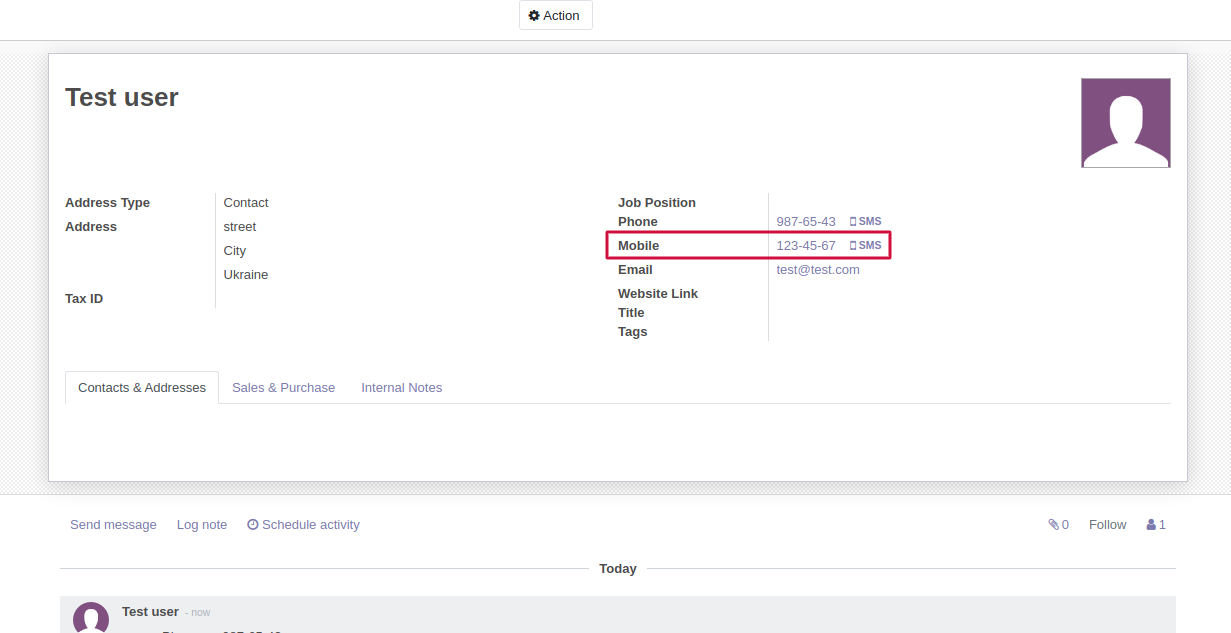 Action
Test user
Address Type Contact
Address street
City
Ukraine
Tax ID
Job Position
Phone 987-65-43 SMS
Mobile 123-45-67 SMS
Email test@test.com
Website Link
Title
Tags
Contacts & Addresses Sales & Purchase Internal Notes
Send message Log note Schedule activity 0 Follow 1
Today
Test user - now